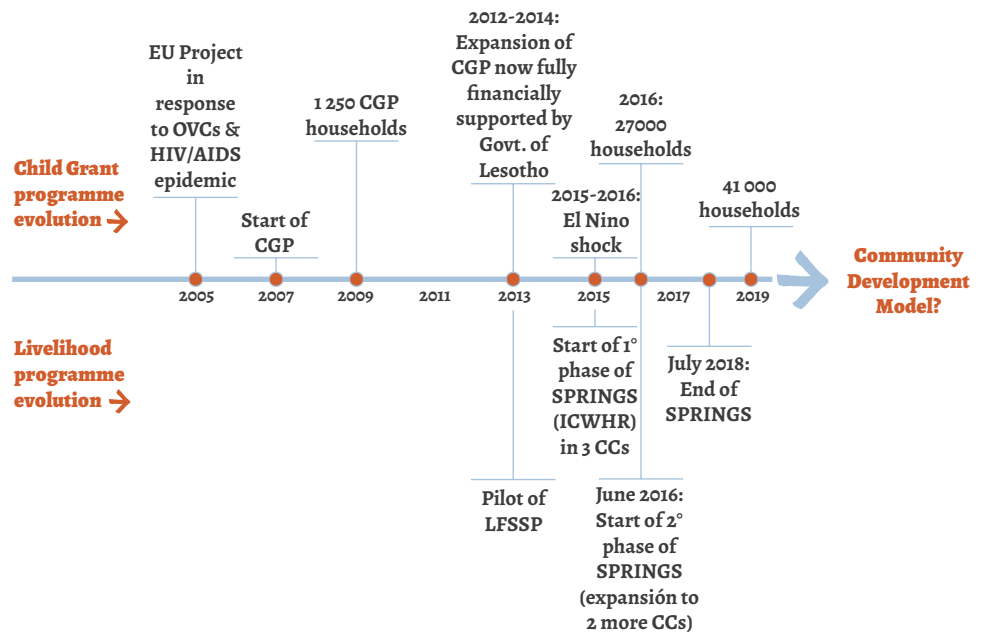 Child Grant
programme
evolution →
EU Project
in
response
to OVCs &
HIV/AIDS
epidemic
Start of
CGP
1 250 CGP
households
2012-2014:
Expansion of
CGP now fully
financially
supported by
Govt. of
Lesotho
2015-2016:
El Nino
shock
2016:
27000
households
41 000
households
2005
2007
2009
2011
2013
2015
2017
2019
Community
Development
Model?
Livelihood
programme
evolution →
Pilot of
LFSSP
Start of 1°
phase of
SPRINGS
(ICWHR)
in 3 CCs
June 2016:
Start of 2°
phase of
SPRINGS
(expansión to
2 more CCs)
July 2018:
End of
SPRINGS